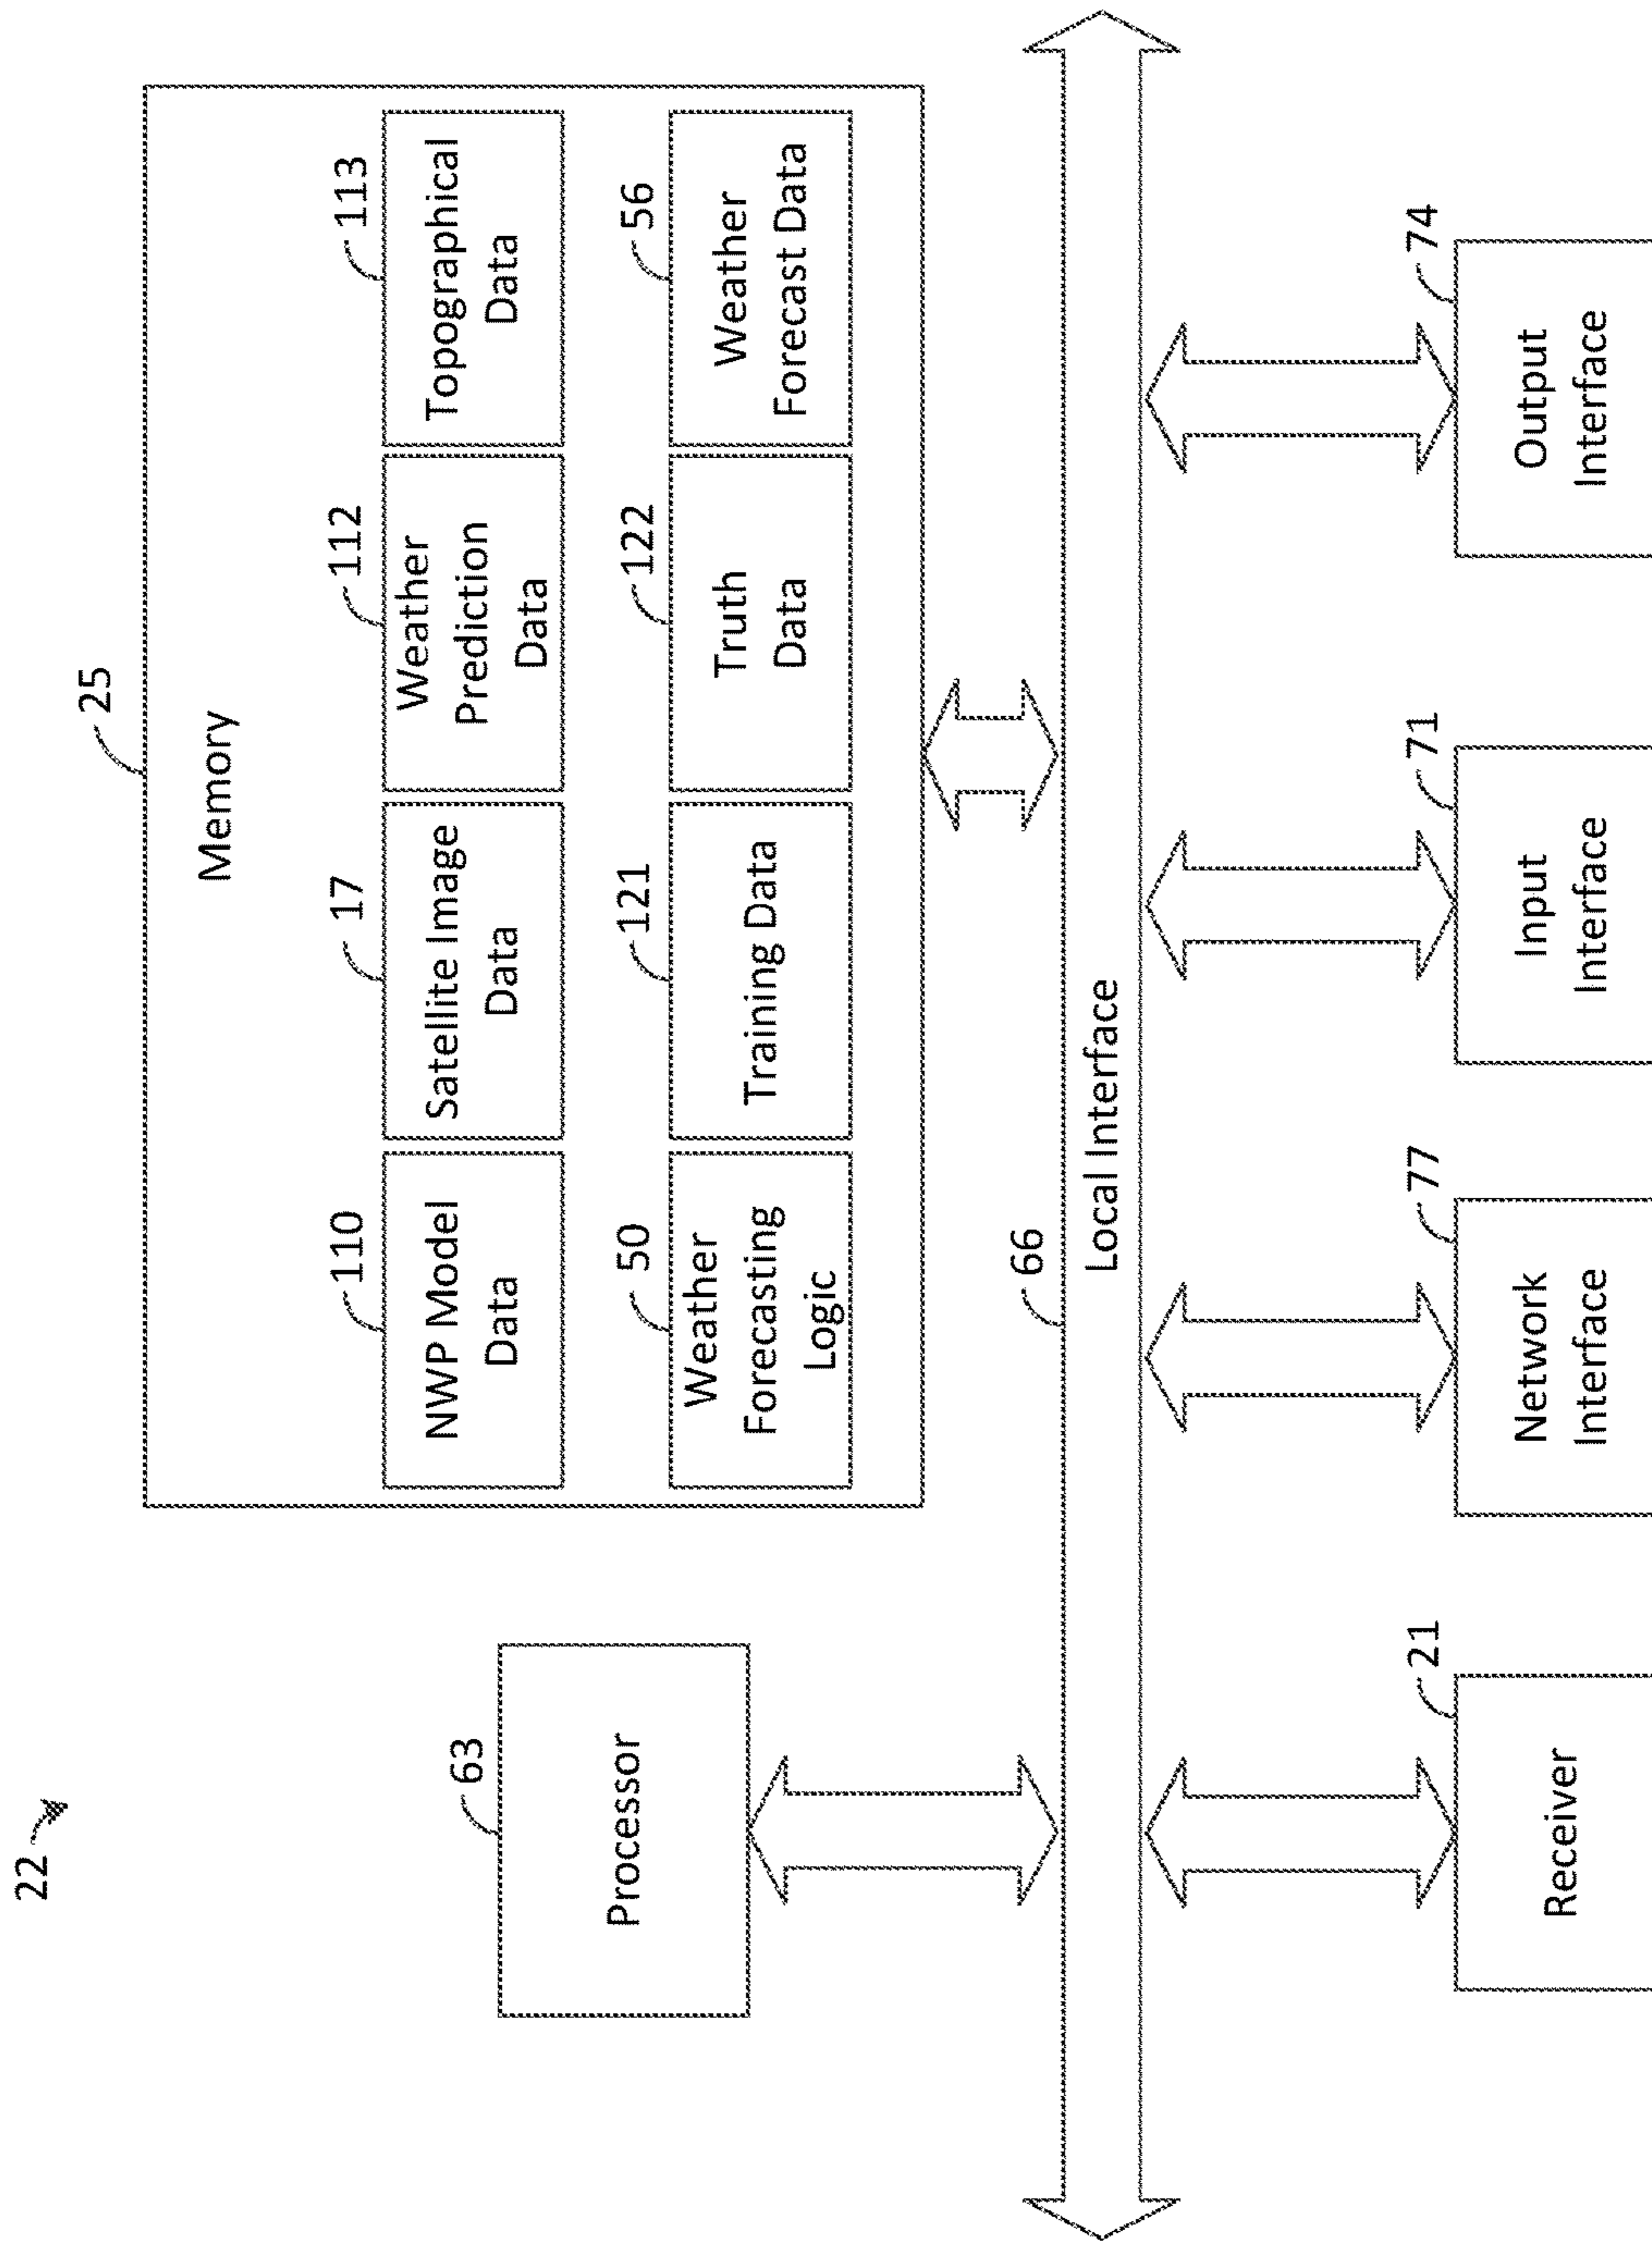 22
25
Memory
63
Processor
110
NWP Model
Data
17
Satellite Image
Data
112
Weather
Prediction
Data
113
Topographical
Data
50
Weather
Forecasting
Logic
121
Training Data
122
Truth
Data
56
Weather
Forecast Data
66
Local Interface
21
Receiver
77
Network
Interface
71
Input
Interface
74
Output
Interface